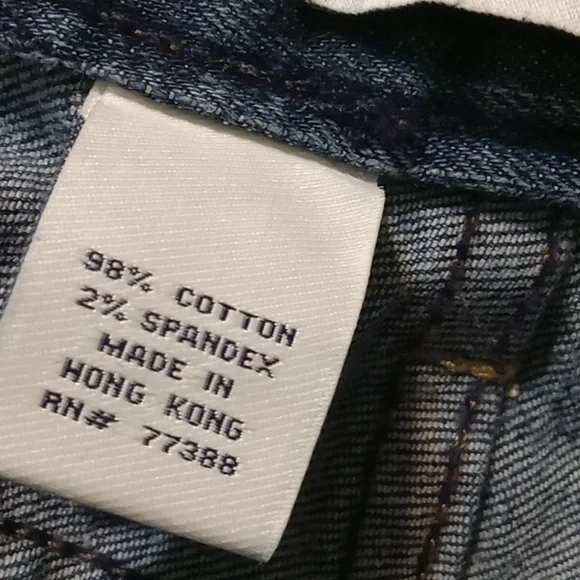 98% COTTON
2% SPANDEX
MADE IN
HONG KONG
RN# 77388